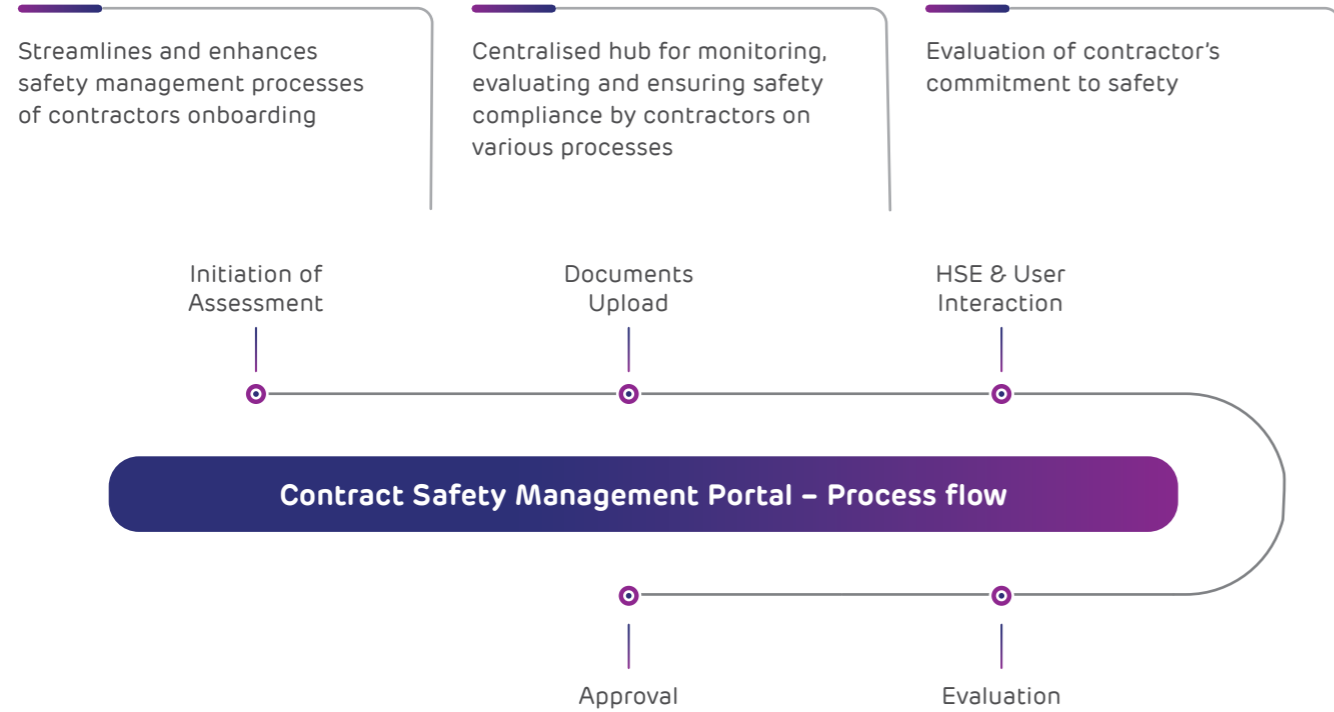 Streamlines and enhances
safety management processes
of contractors onboarding
Centralised hub for monitoring,
evaluating and ensuring safety
compliance by contractors on
various processes
Evaluation of contractor's
commitment to safety
Initiation of
Assessment
Documents
Upload
HSE & User
Interaction
Contract Safety Management Portal – Process flow
Approval
Evaluation